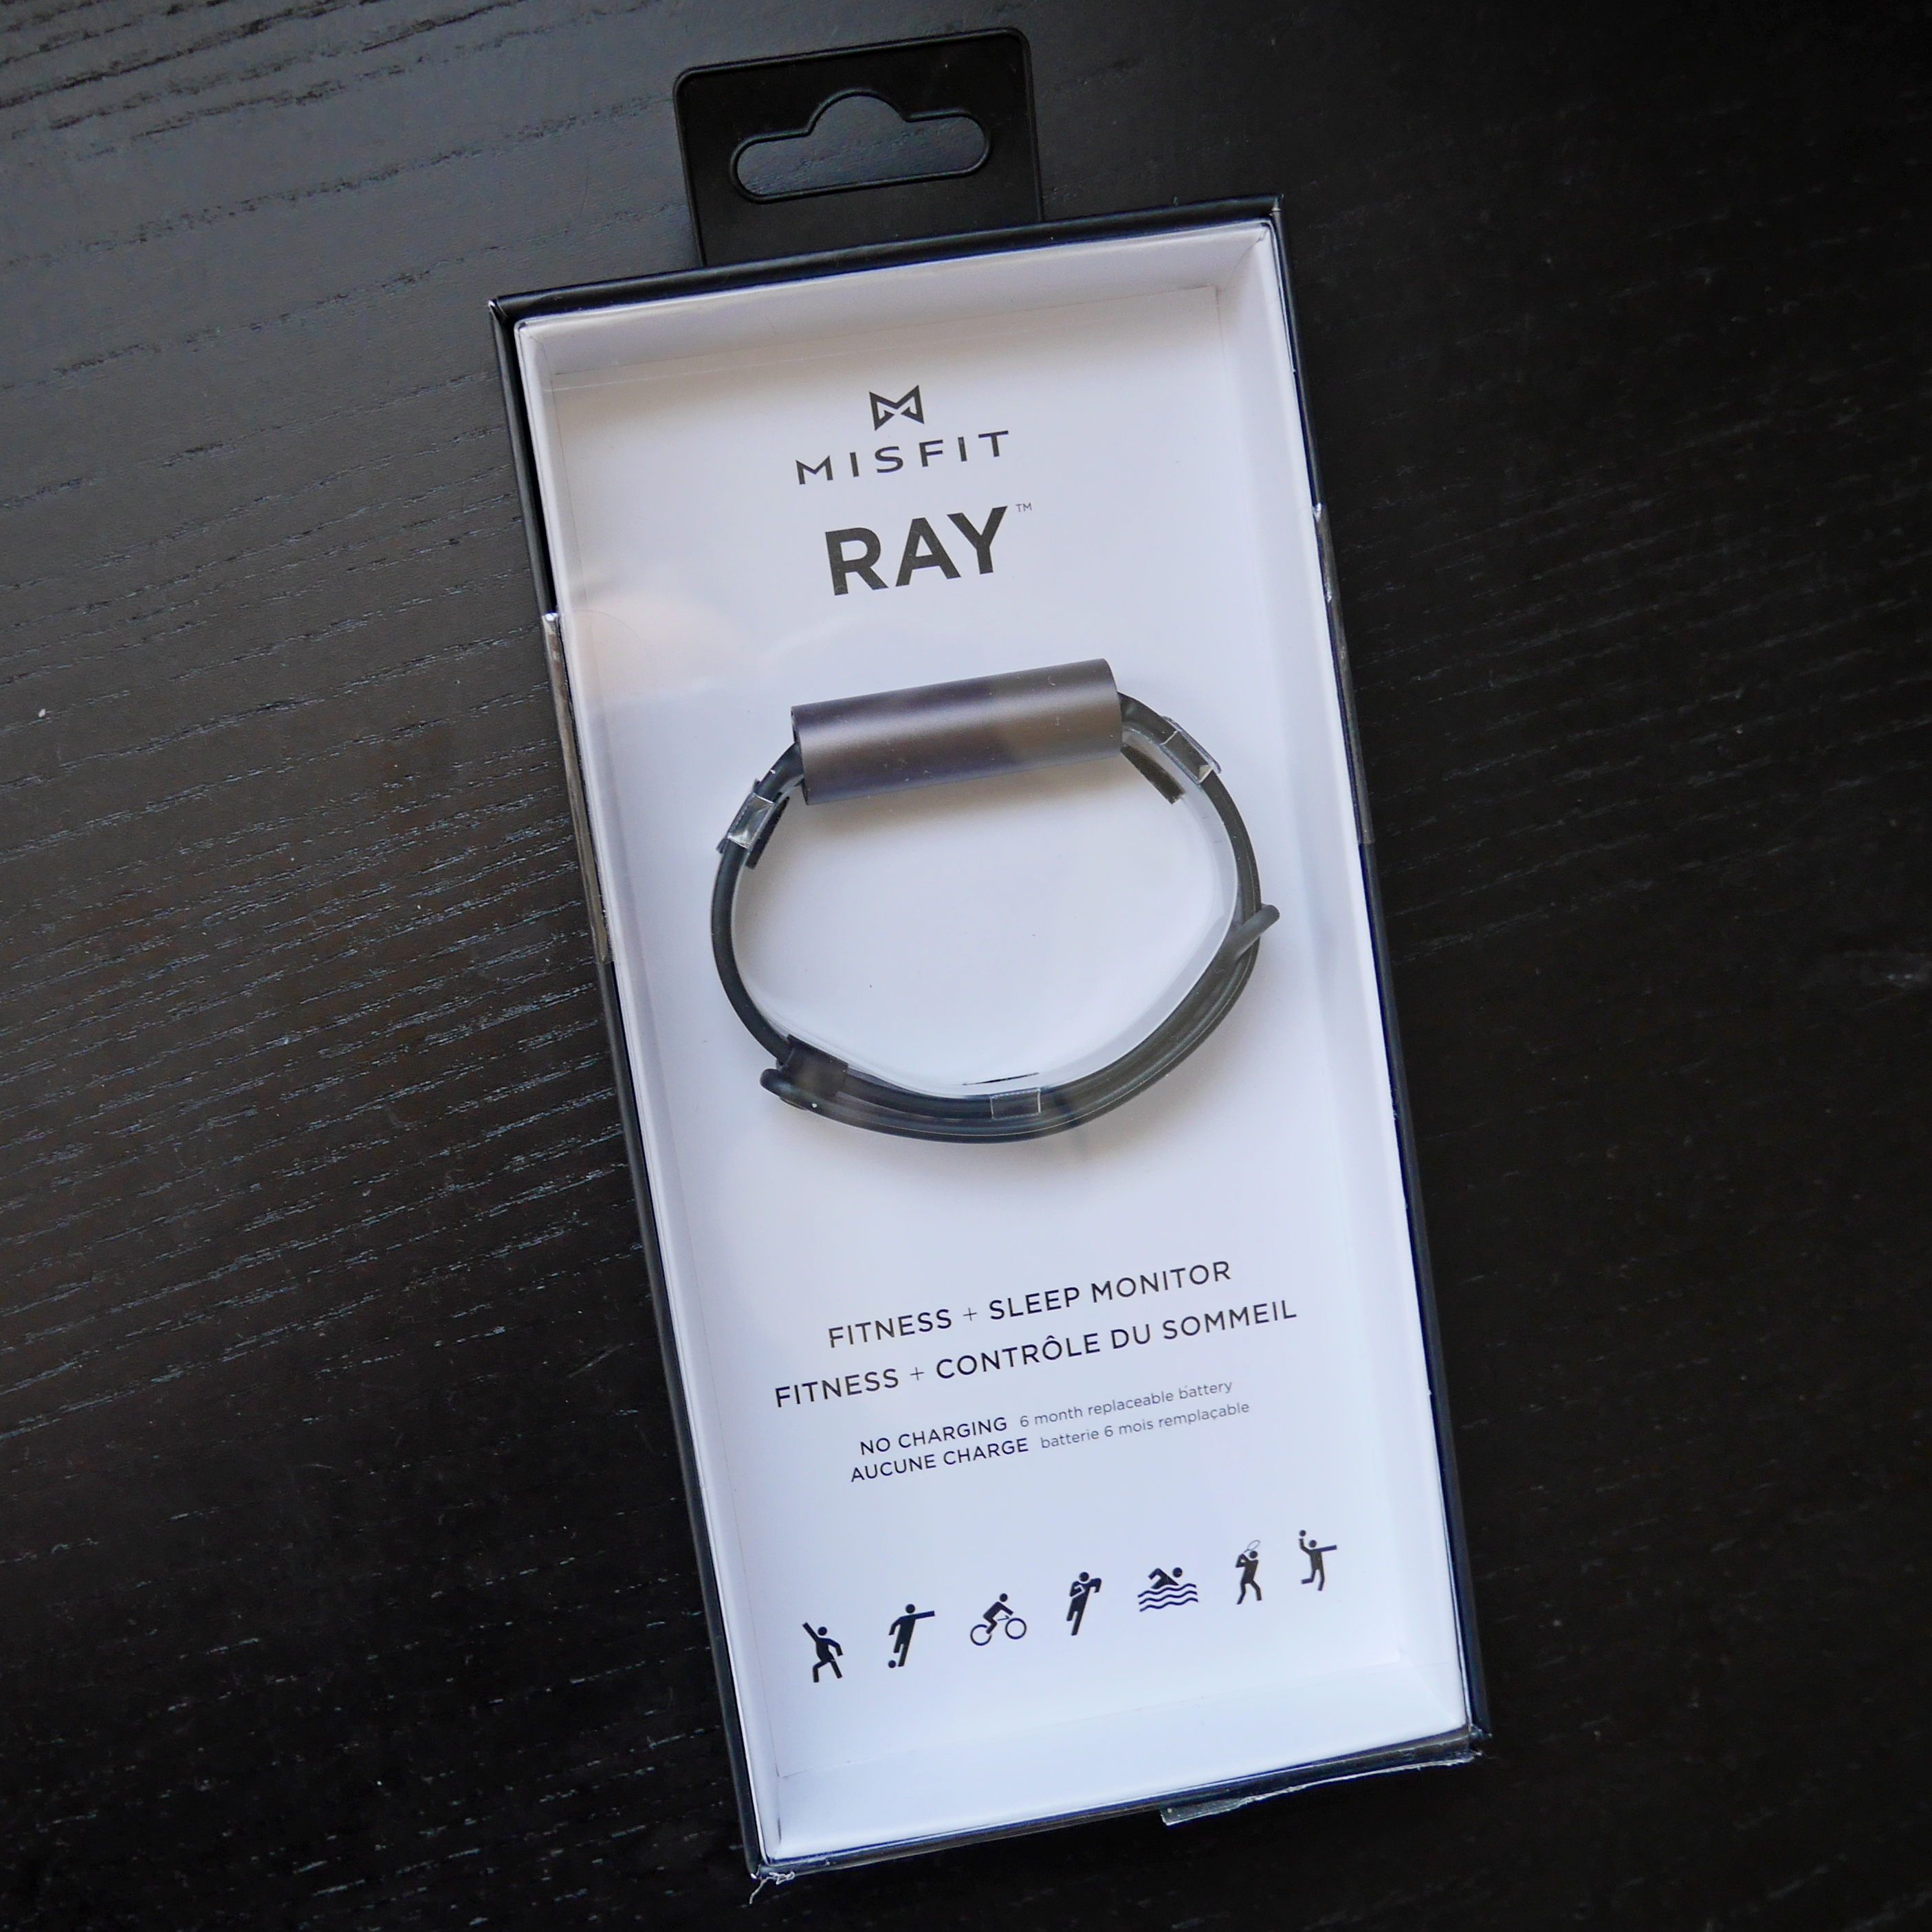 MISFIT
RAY™
FITNESS + SLEEP MONITOR
FITNESS + CONTRÔLE DU SOMMEIL
NO CHARGING 6 month replaceable battery
AUCUNE CHARGE batterie 6 mois remplaçable